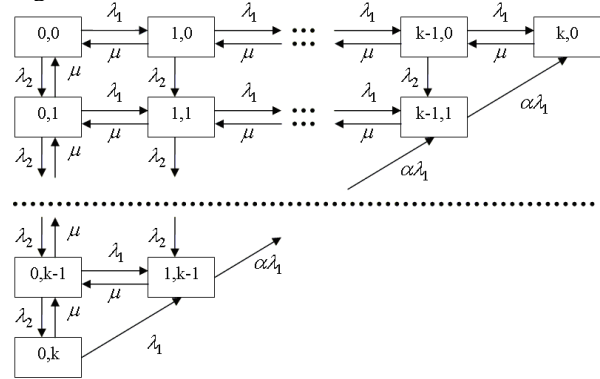 λ₁ λ₁ λ₁ λ₁
0,0 1,0 ••• k-1,0 k,0
μ μ μ μ
λ₂ μ λ₂ λ₂
λ₁ λ₁ λ₁
0,1 1,1 ••• k-1,1 αλ₁
μ μ μ
λ₂ μ λ₂ αλ₁
λ₂ μ λ₂
λ₁
0,k-1 1,k-1 αλ₁
μ
λ₂ μ
0,k λ₁